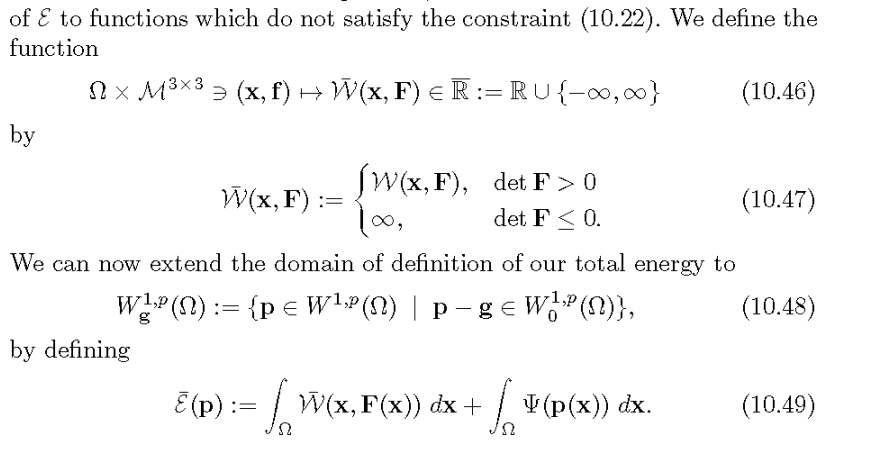 of ℰ to functions which do not satisfy the constraint (10.22). We define the
function
Ω × ℳ³ˣ³ ∋ (x, f) ↦ 𝒲̄(x, F) ∈ ℝ̅ := ℝ ∪ {−∞, ∞} (10.46)
by
𝒲̄(x, F) := { 𝒲(x, F), det F > 0
∞, det F ≤ 0. (10.47)
We can now extend the domain of definition of our total energy to
W_g^{1,p}(Ω) := {p ∈ W^{1,p}(Ω) | p − g ∈ W_0^{1,p}(Ω)}, (10.48)
by defining
ℰ̄(p) := ∫_Ω 𝒲̄(x, F(x)) dx + ∫_Ω Ψ(p(x)) dx. (10.49)